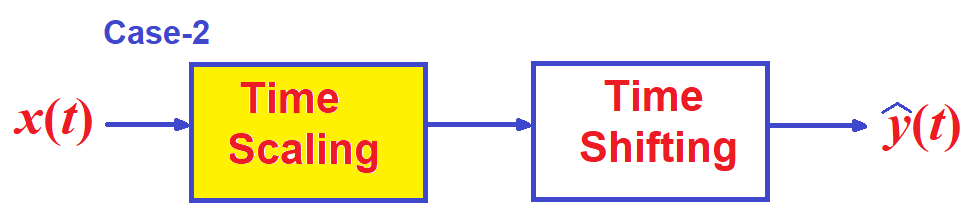 Case-2
x(t)
Time
Scaling
Time
Shifting
ŷ(t)